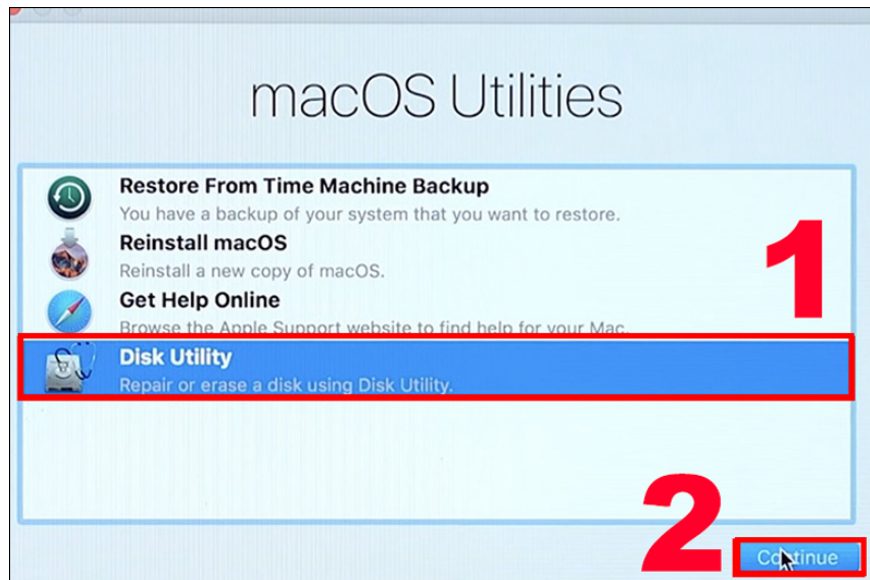 macOS Utilities
Restore From Time Machine Backup
You have a backup of your system that you want to restore.
Reinstall macOS
Reinstall a new copy of macOS.
1
Get Help Online
Browse the Apple Support website to find help for your Mac.
Disk Utility
Repair or erase a disk using Disk Utility.
2
Continue